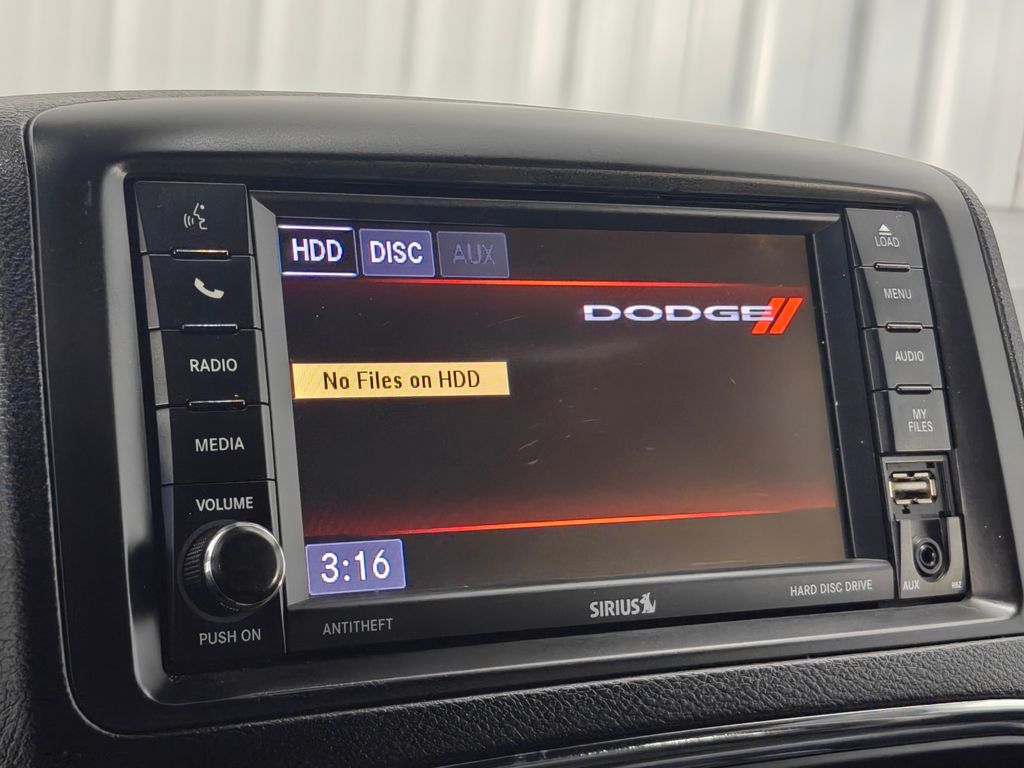 HDD DISC AUX
DODGE
No Files on HDD
3:16
RADIO
MEDIA
VOLUME
PUSH ON
ANTITHEFT
SIRIUS
HARD DISC DRIVE
LOAD
MENU
AUDIO
MY
FILES
AUX
RBZ